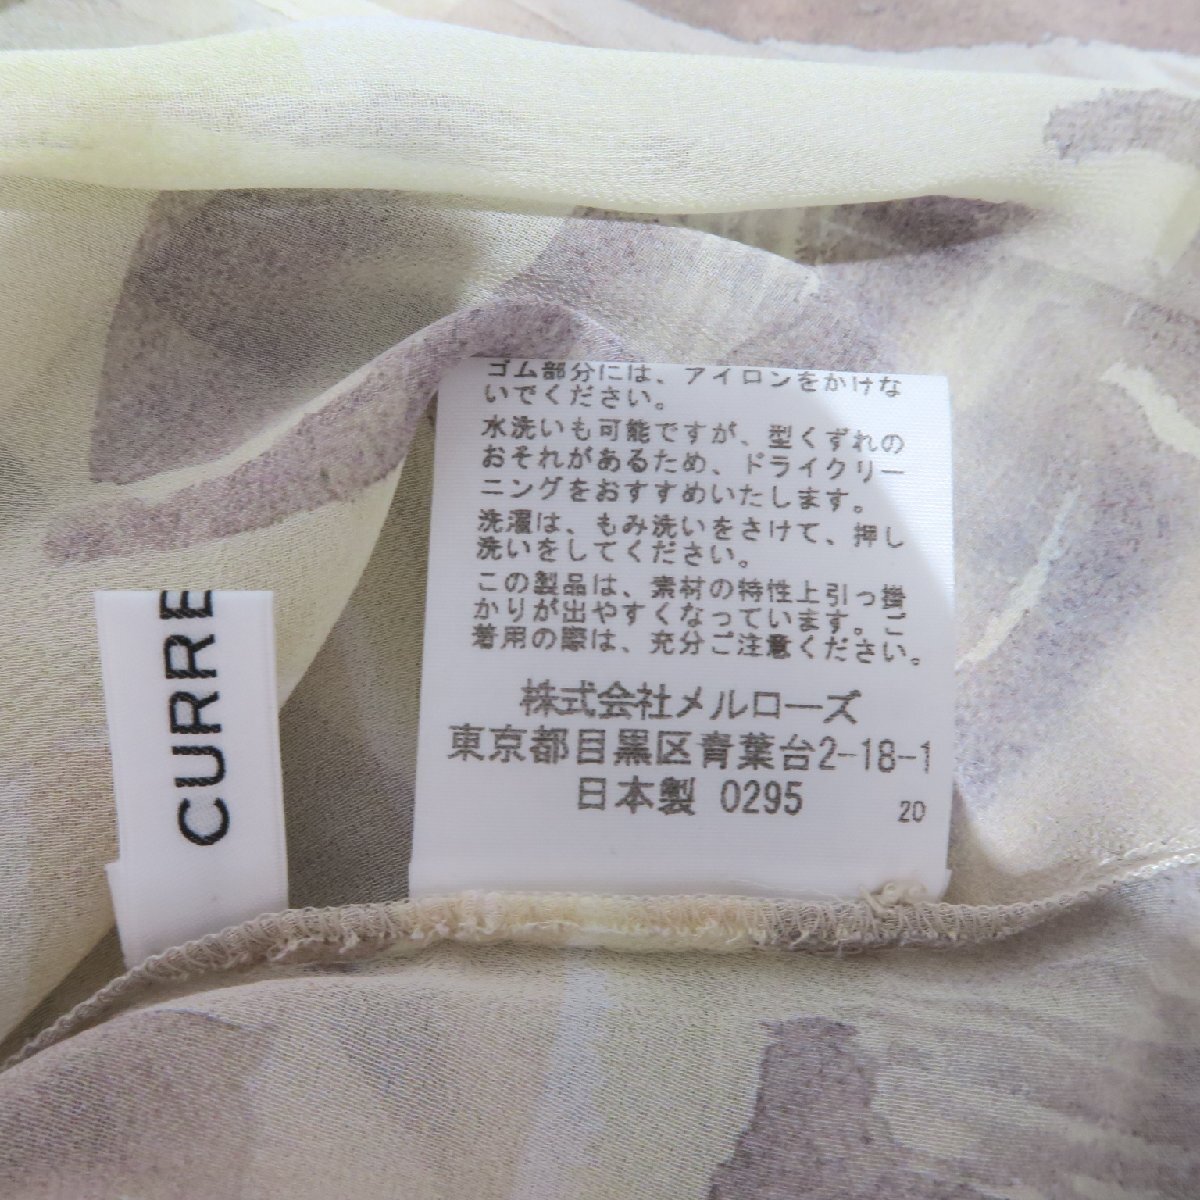 ゴム部分には、アイロンをかけな
いでください。
水洗いも可能ですが、型くずれの
おそれがあるため、ドライクリー
ニングをおすすめいたします。
洗濯は、もみ洗いをさけて、押し
洗いをしてください。
この製品は、素材の特性上引っ掛
かりが出やすくなっています。ご
着用の際は、充分ご注意ください。
株式会社メルローズ
東京都目黒区青葉台2-18-1
日本製 0295
20
CURRE